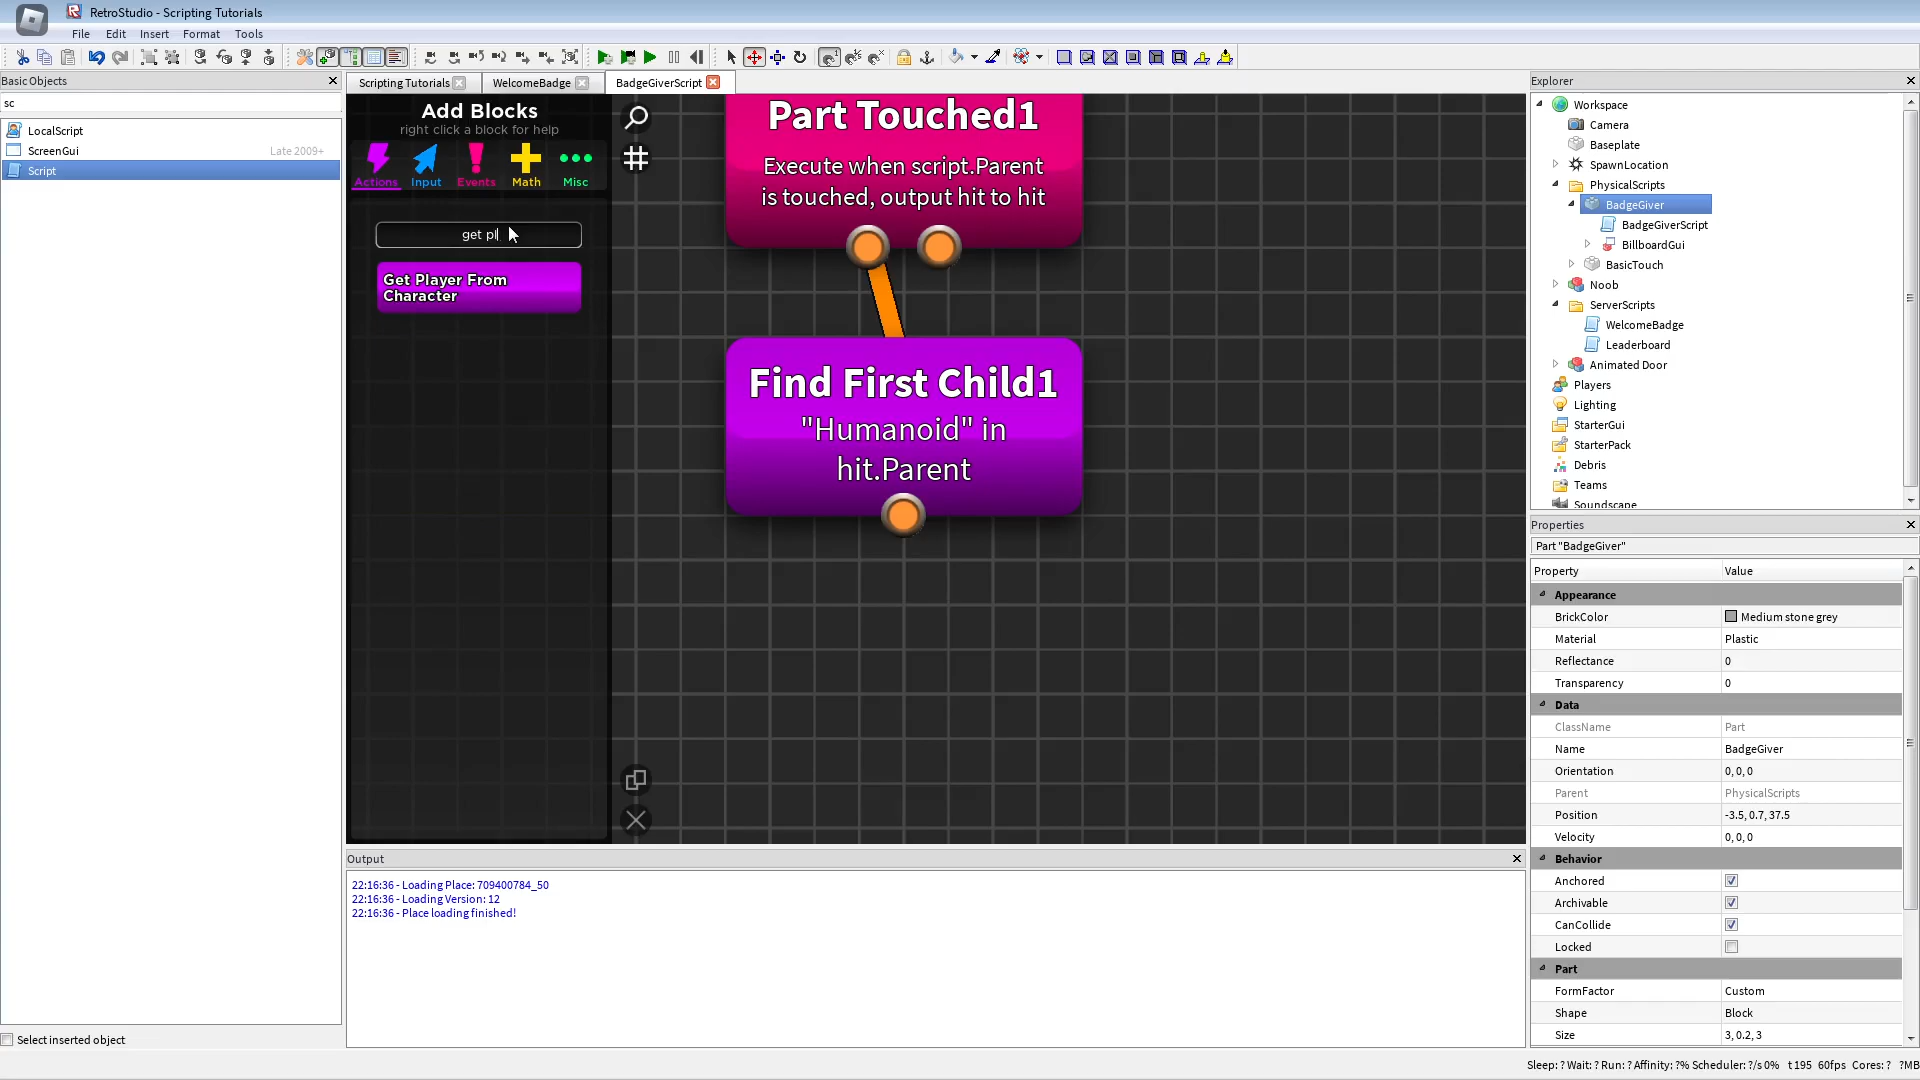 RetroStudio - Scripting Tutorials
File Edit Insert Format Tools
Basic Objects
sc
LocalScript
ScreenGui Late 2009+
Script
Select inserted object
Scripting Tutorials WelcomeBadge BadgeGiverScript
Add Blocks
right click a block for help
Actions Input Events Math Misc
get pl
Get Player From
Character
Part Touched1
Execute when script.Parent
is touched, output hit to hit
Find First Child1
"Humanoid" in
hit.Parent
Output
22:16:36 - Loading Place: 709400784_50
22:16:36 - Loading Version: 12
22:16:36 - Place loading finished!
Explorer
Workspace
Camera
Baseplate
SpawnLocation
PhysicalScripts
BadgeGiver
BadgeGiverScript
BillboardGui
BasicTouch
Noob
ServerScripts
WelcomeBadge
Leaderboard
Animated Door
Players
Lighting
StarterGui
StarterPack
Debris
Teams
Soundscape
Properties
Part "BadgeGiver"
Property Value
Appearance
BrickColor Medium stone grey
Material Plastic
Reflectance 0
Transparency 0
Data
ClassName Part
Name BadgeGiver
Orientation 0, 0, 0
Parent PhysicalScripts
Position -3.5, 0.7, 37.5
Velocity 0, 0, 0
Behavior
Anchored
Archivable
CanCollide
Locked
Part
FormFactor Custom
Shape Block
Size 3, 0.2, 3
Sleep: ? Wait: ? Run: ? Affinity: ?% Scheduler: ?/s 0% t 195 60fps Cores: ? ?MB